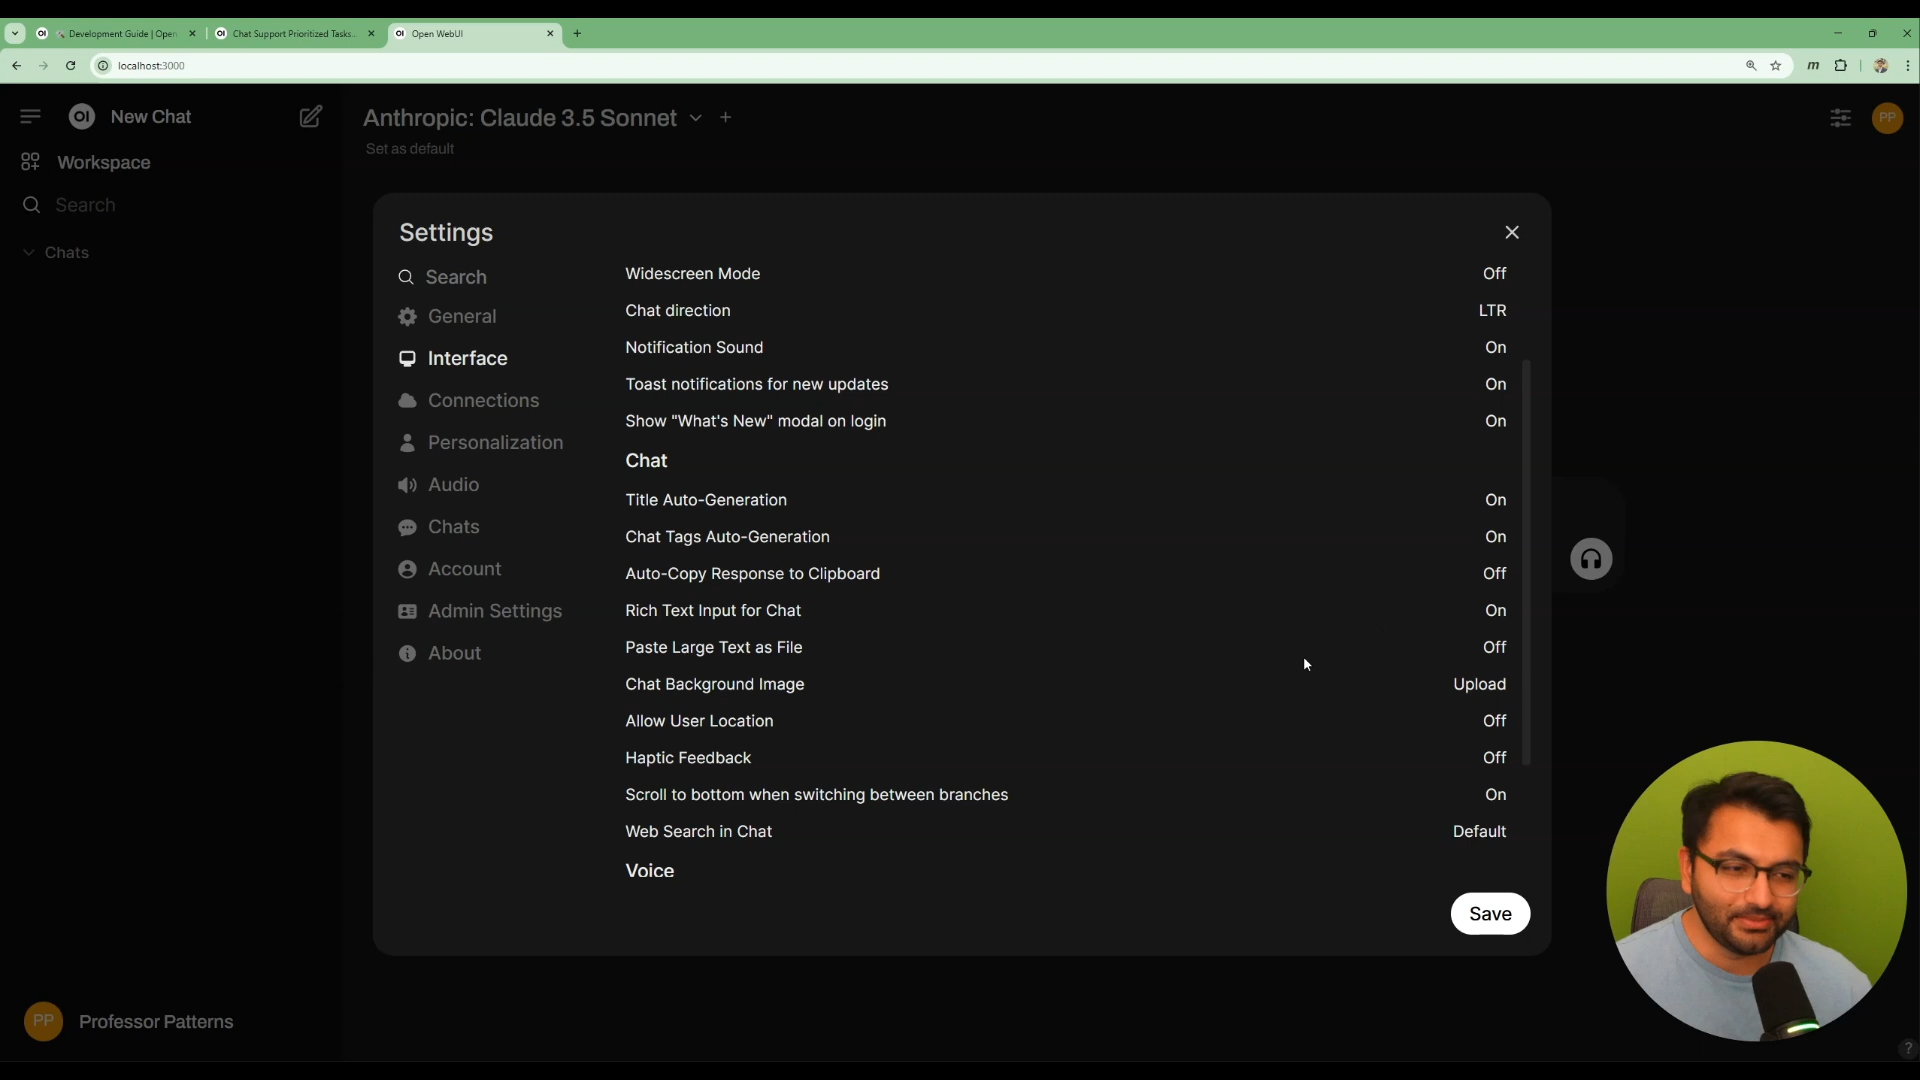 Development Guide | Open
Chat Support Prioritized Tasks..
Open WebUI
localhost:3000
New Chat
Workspace
Search
Chats
Anthropic: Claude 3.5 Sonnet
Set as default
PP
Settings
Search
General
Interface
Connections
Personalization
Audio
Chats
Account
Admin Settings
About
Widescreen Mode Off
Chat direction LTR
Notification Sound On
Toast notifications for new updates On
Show "What's New" modal on login On
Chat
Title Auto-Generation On
Chat Tags Auto-Generation On
Auto-Copy Response to Clipboard Off
Rich Text Input for Chat On
Paste Large Text as File Off
Chat Background Image Upload
Allow User Location Off
Haptic Feedback Off
Scroll to bottom when switching between branches On
Web Search in Chat Default
Voice
Save
PP Professor Patterns